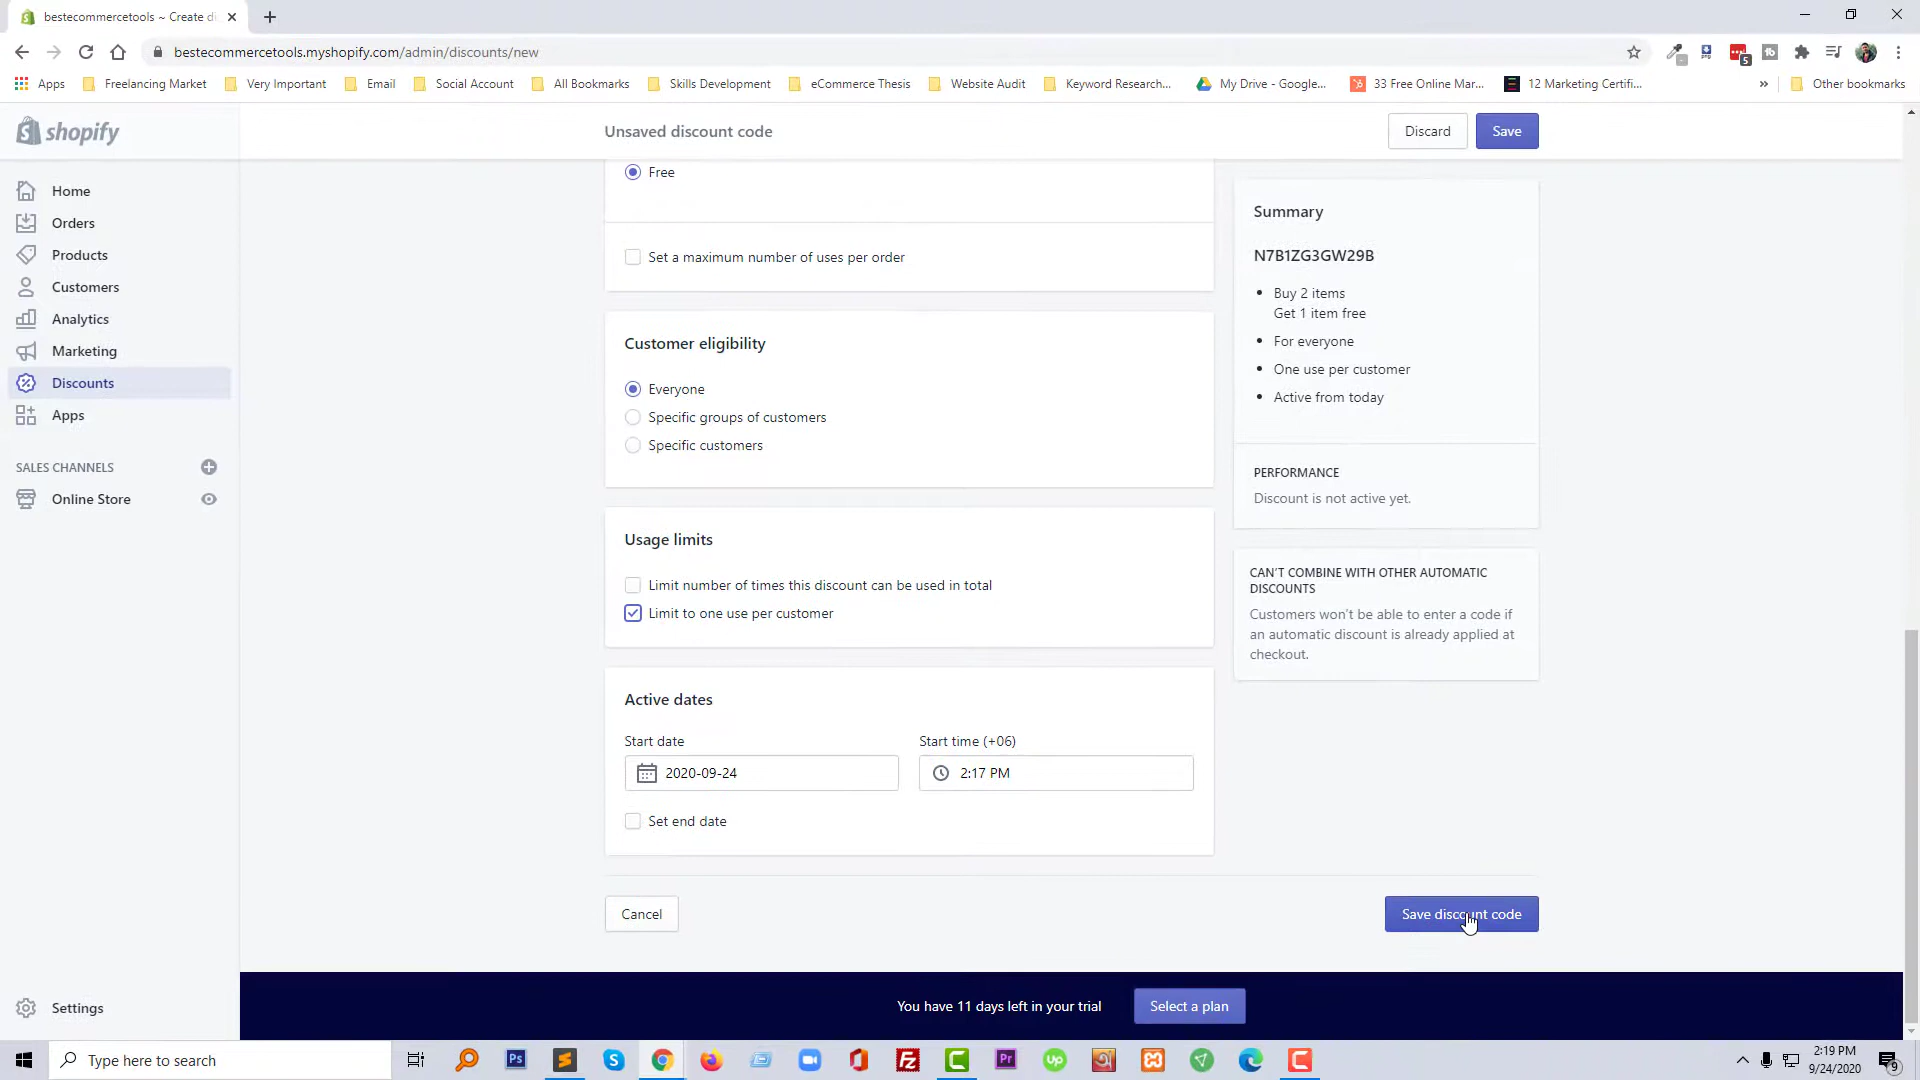 bestecommercetools ~ Create di
bestecommercetools.myshopify.com/admin/discounts/new
5
Apps
Freelancing Market
Very Important
Email
Social Account
All Bookmarks
Skills Development
eCommerce Thesis
Website Audit
Keyword Research...
My Drive - Google...
33 Free Online Mar...
12 Marketing Certifi...
»
Other bookmarks
shopify
Unsaved discount code
Discard
Save
Home
Orders
Products
Customers
Analytics
Marketing
Discounts
Apps
SALES CHANNELS
Online Store
Settings
Free
Set a maximum number of uses per order
Customer eligibility
Everyone
Specific groups of customers
Specific customers
Usage limits
Limit number of times this discount can be used in total
Limit to one use per customer
Active dates
Start date
Start time (+06)
2020-09-24
2:17 PM
Set end date
Cancel
Save discount code
Summary
N7B1ZG3GW29B
• Buy 2 items
Get 1 item free
• For everyone
• One use per customer
• Active from today
PERFORMANCE
Discount is not active yet.
CAN'T COMBINE WITH OTHER AUTOMATIC
DISCOUNTS
Customers won't be able to enter a code if
an automatic discount is already applied at
checkout.
You have 11 days left in your trial
Select a plan
Type here to search
Ps
Pr
2:19 PM
9/24/2020
9